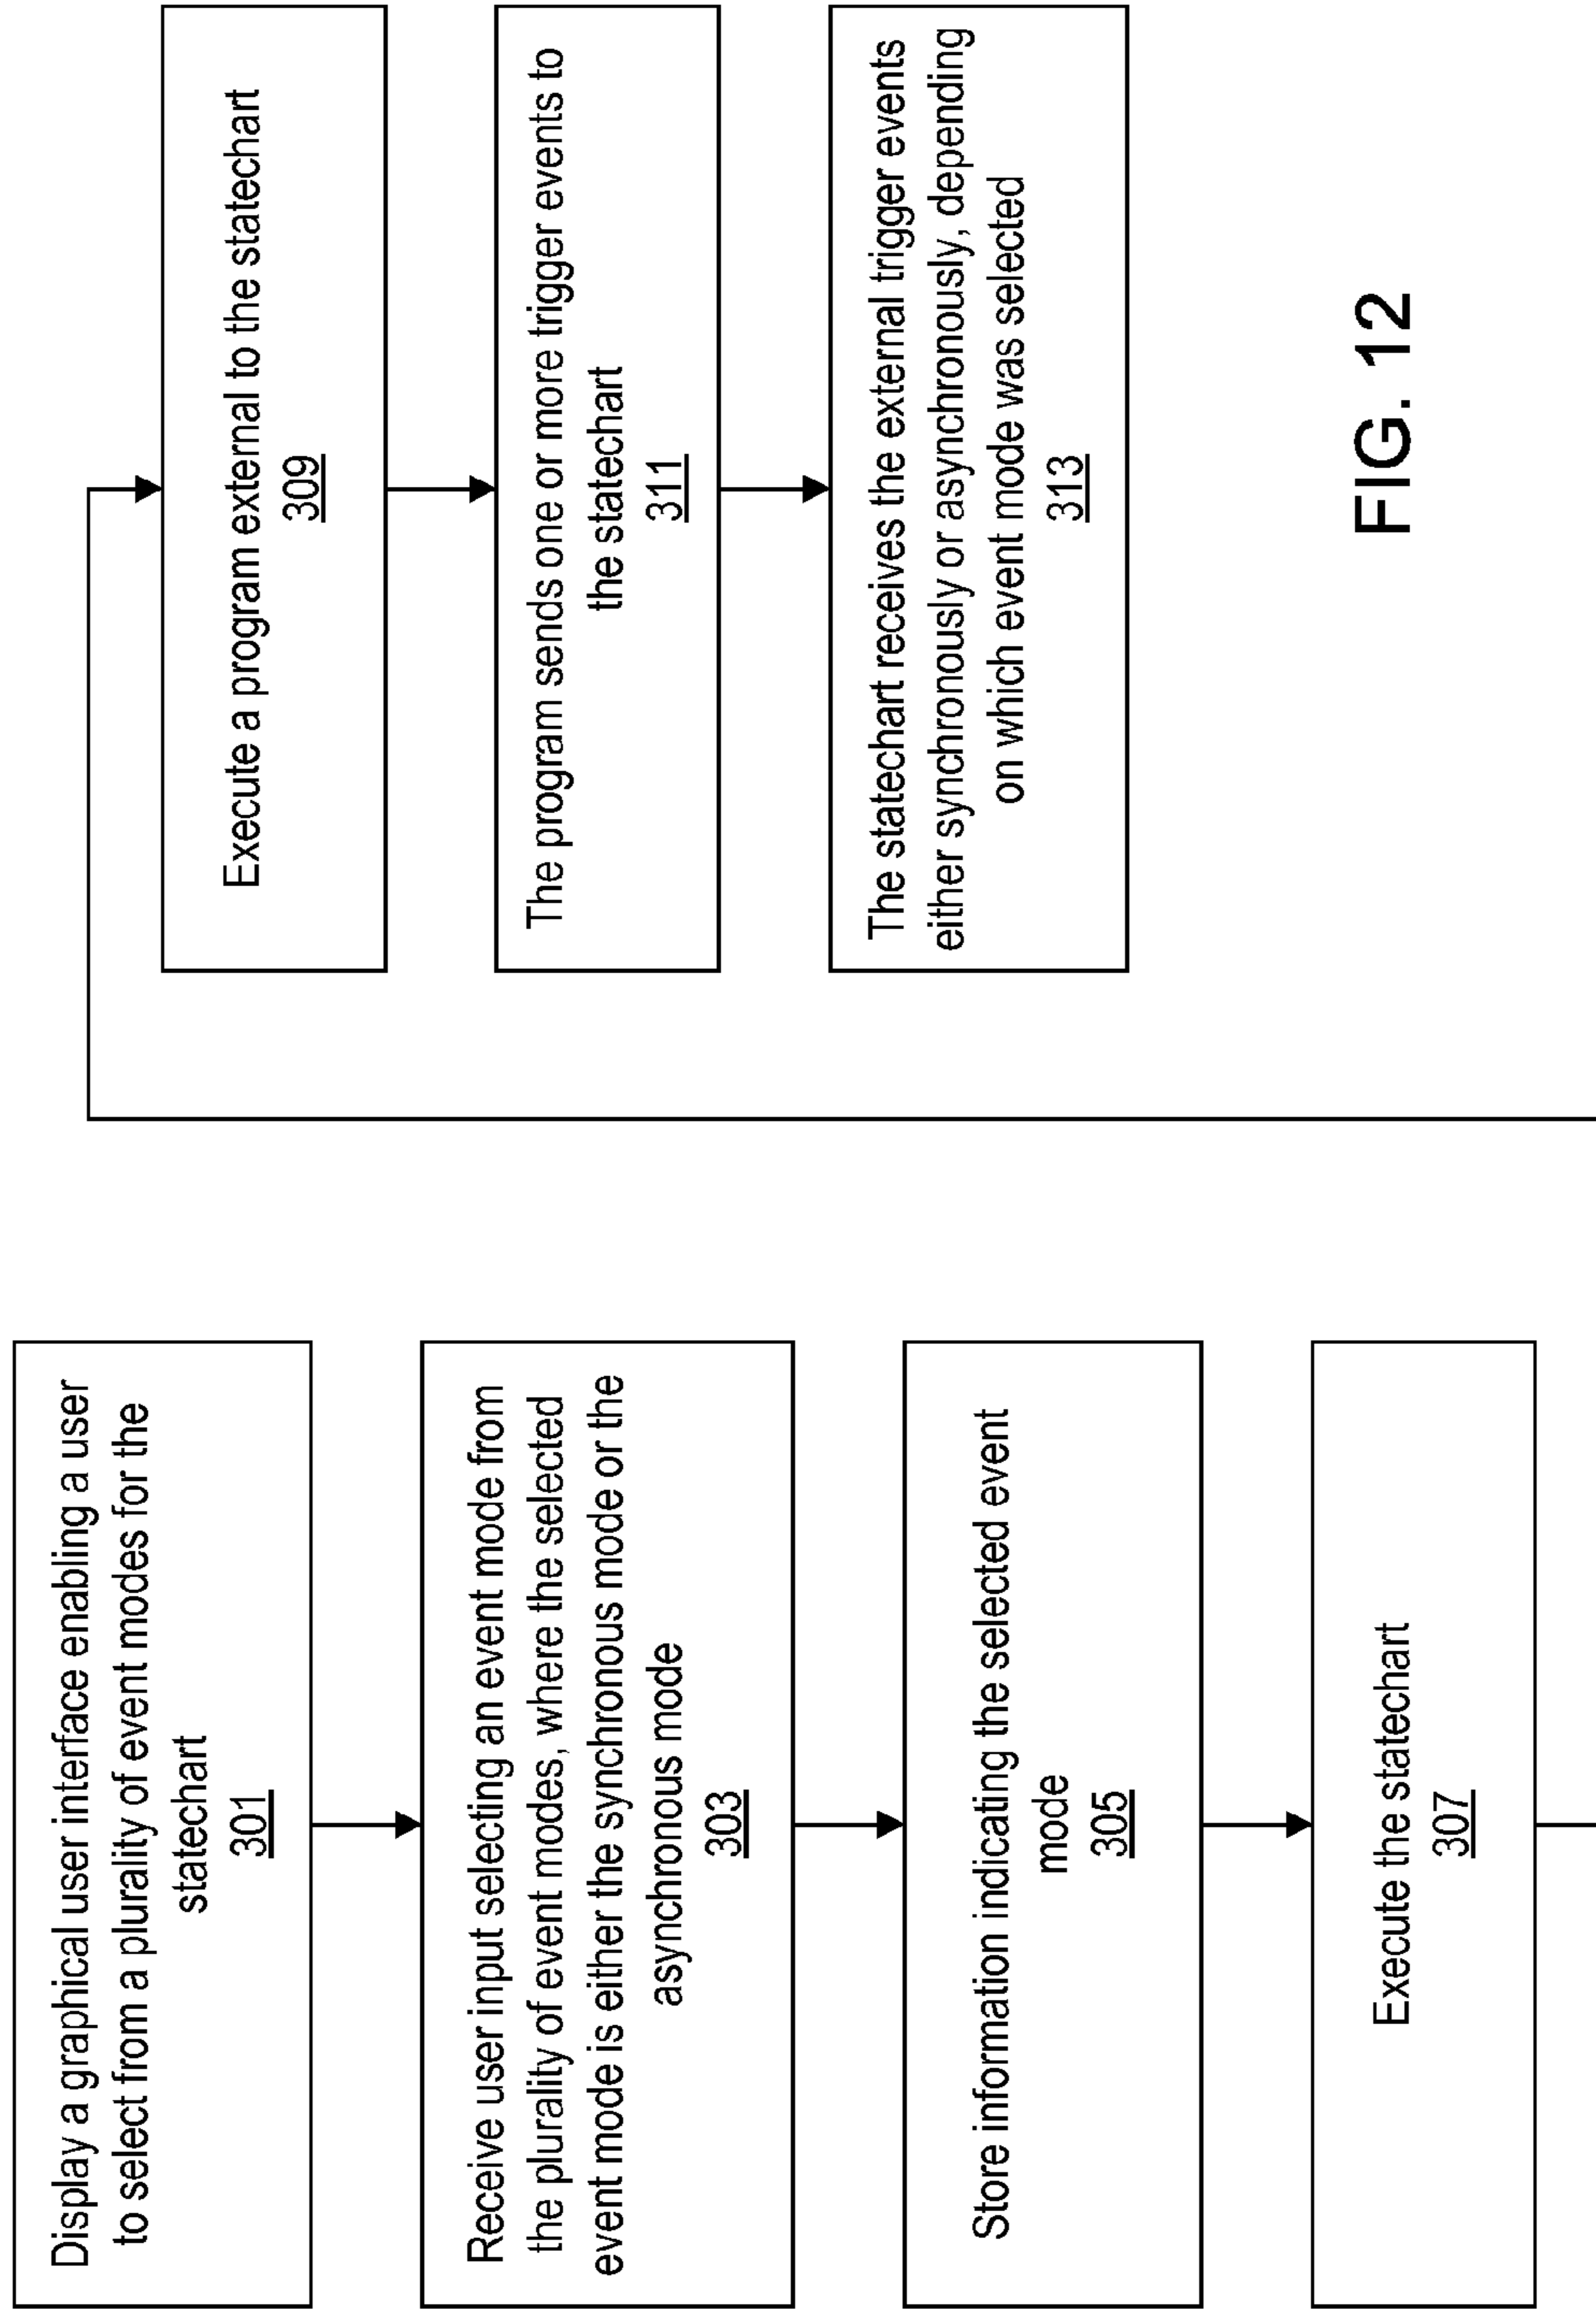 Display a graphical user interface enabling a user
to select from a plurality of event modes for the
statechart
301
Receive user input selecting an event mode from
the plurality of event modes, where the selected
event mode is either the synchronous mode or the
asynchronous mode
303
Store information indicating the selected event
mode
305
Execute the statechart
307
Execute a program external to the statechart
309
The program sends one or more trigger events to
the statechart
311
The statechart receives the external trigger events
either synchronously or asynchronously, depending
on which event mode was selected
313
FIG. 12